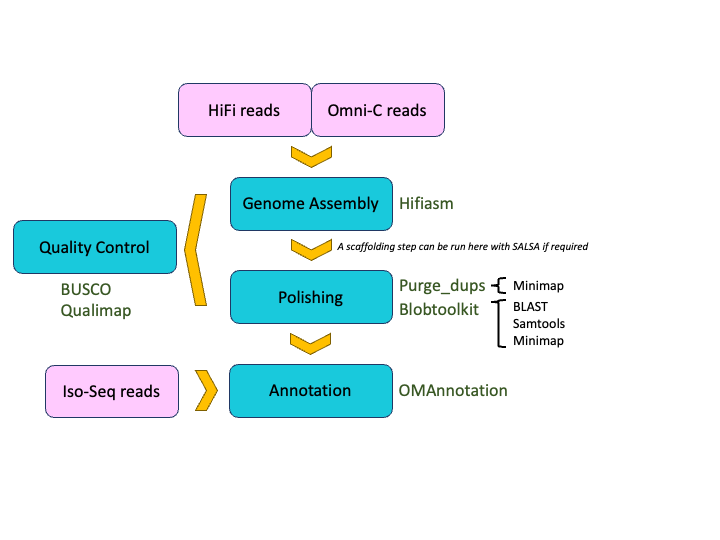 HiFi reads
Omni-C reads
Genome Assembly
Hifiasm
A scaffolding step can be run here with SALSA if required
Quality Control
BUSCO
Qualimap
Polishing
Purge_dups
Minimap
Blobtoolkit
BLAST
Samtools
Minimap
Iso-Seq reads
Annotation
OMAnnotation